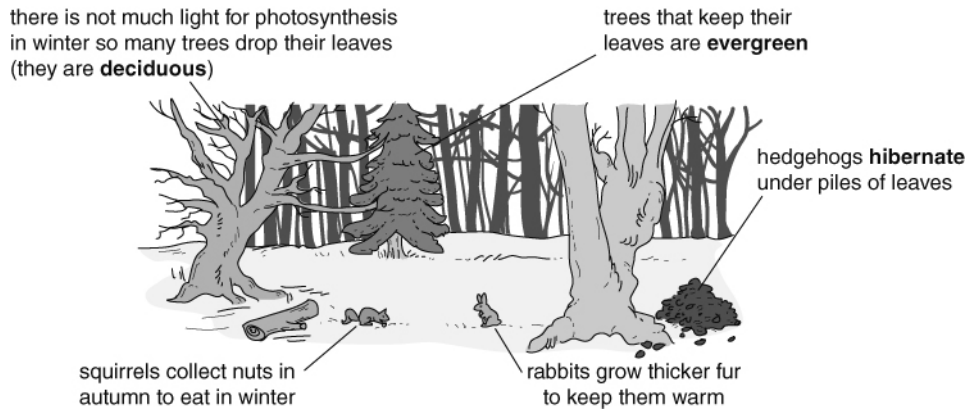 there is not much light for photosynthesis
in winter so many trees drop their leaves
(they are deciduous)
trees that keep their
leaves are evergreen
hedgehogs hibernate
under piles of leaves
squirrels collect nuts in
autumn to eat in winter
rabbits grow thicker fur
to keep them warm